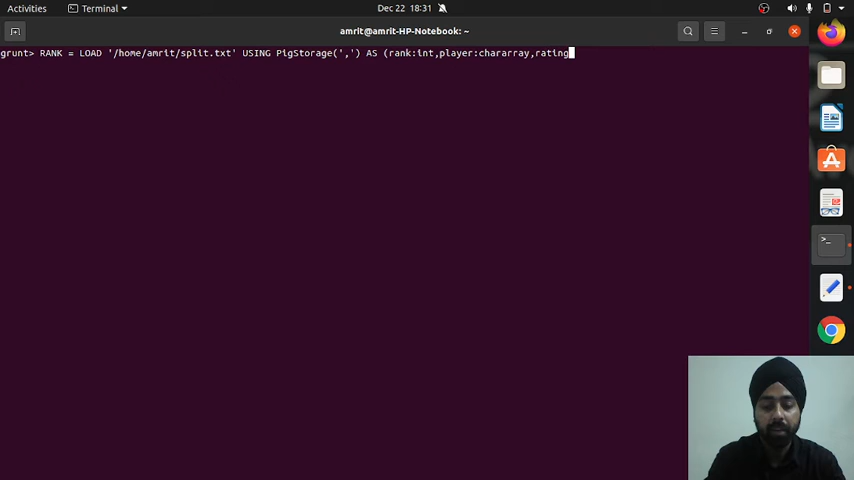 Activities Terminal Dec 22 18:31
amrit@amrit-HP-Notebook: ~
grunt> RANK = LOAD '/home/amrit/split.txt' USING PigStorage(',') AS (rank:int,player:chararray,rating